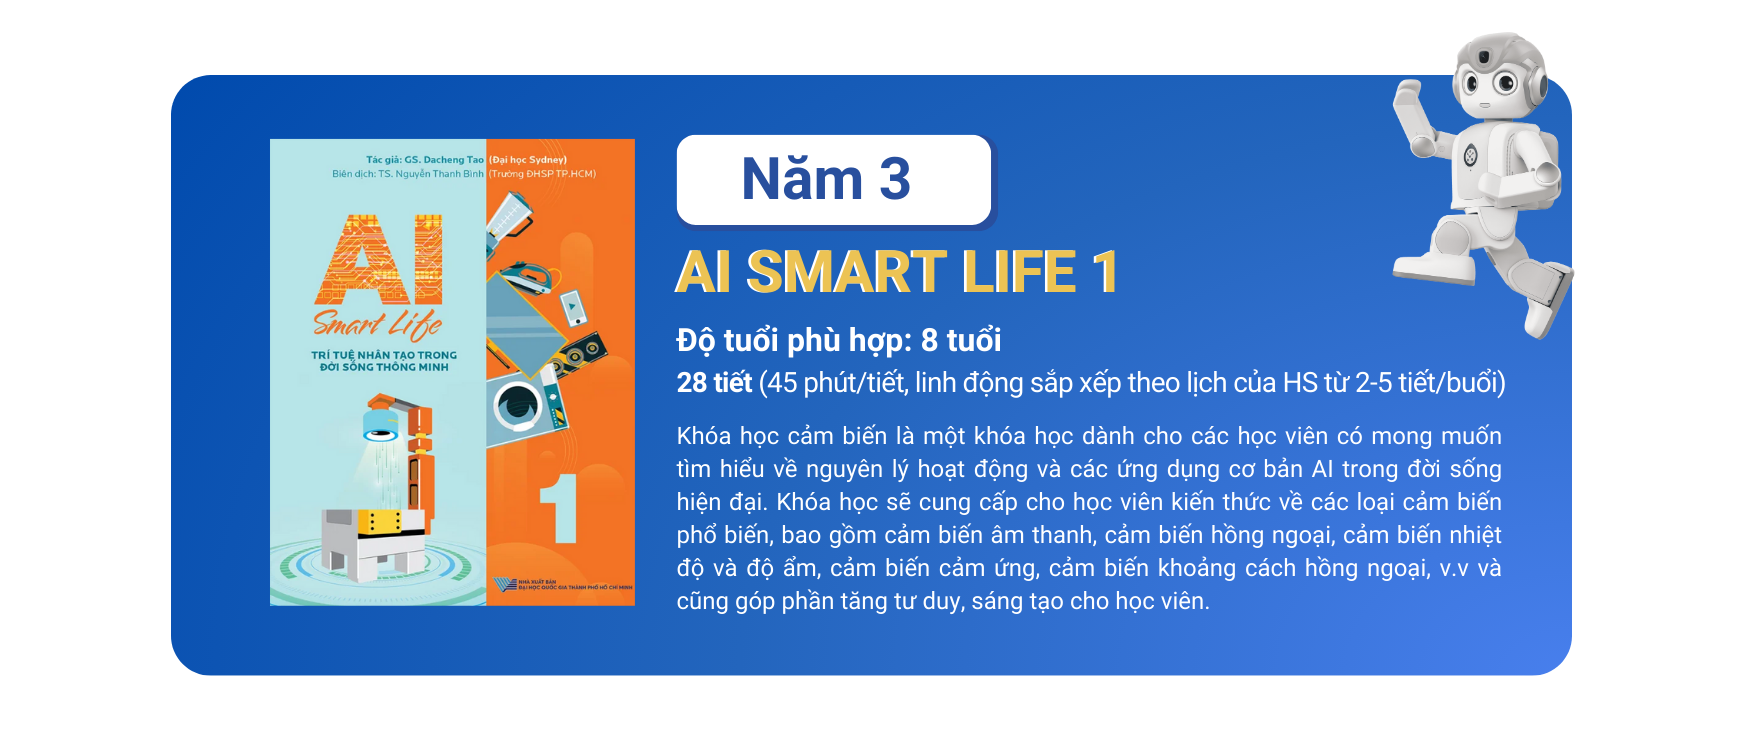 Tác giả: GS. Dacheng Tao (Đại học Sydney)
Biên dịch: TS. Nguyễn Thanh Bình (Trường ĐHSP TP.HCM)
AI
Smart Life
TRÍ TUỆ NHÂN TẠO TRONG
ĐỜI SỐNG THÔNG MINH
1
NHÀ XUẤT BẢN
ĐẠI HỌC QUỐC GIA THÀNH PHỐ HỒ CHÍ MINH
Năm 3
AI SMART LIFE 1
Độ tuổi phù hợp: 8 tuổi
28 tiết (45 phút/tiết, linh động sắp xếp theo lịch của HS từ 2-5 tiết/buổi)
Khóa học cảm biến là một khóa học dành cho các học viên có mong muốn
tìm hiểu về nguyên lý hoạt động và các ứng dụng cơ bản AI trong đời sống
hiện đại. Khóa học sẽ cung cấp cho học viên kiến thức về các loại cảm biến
phổ biến, bao gồm cảm biến âm thanh, cảm biến hồng ngoại, cảm biến nhiệt
độ và độ ẩm, cảm biến cảm ứng, cảm biến khoảng cách hồng ngoại, v.v và
cũng góp phần tăng tư duy, sáng tạo cho học viên.